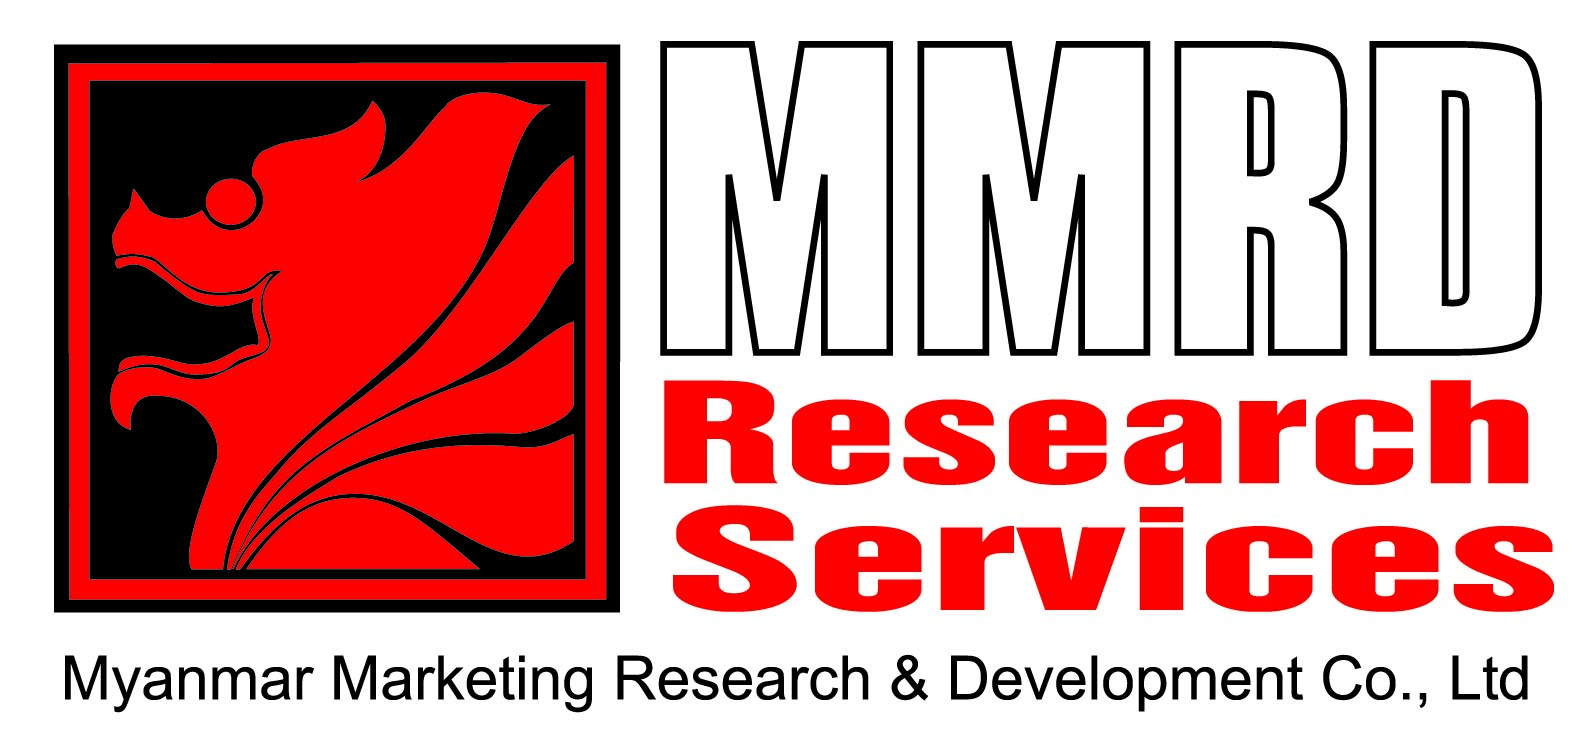 MMRD
Research
Services
Myanmar Marketing Research & Development Co., Ltd